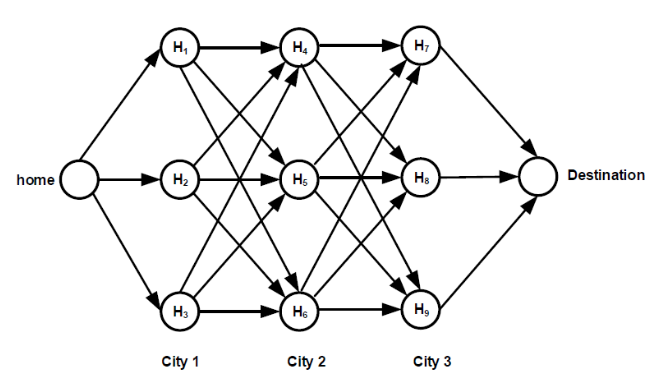 H₁ H₄ H₇
home H₂ H₅ H₈ Destination
H₃ H₆ H₉
City 1 City 2 City 3